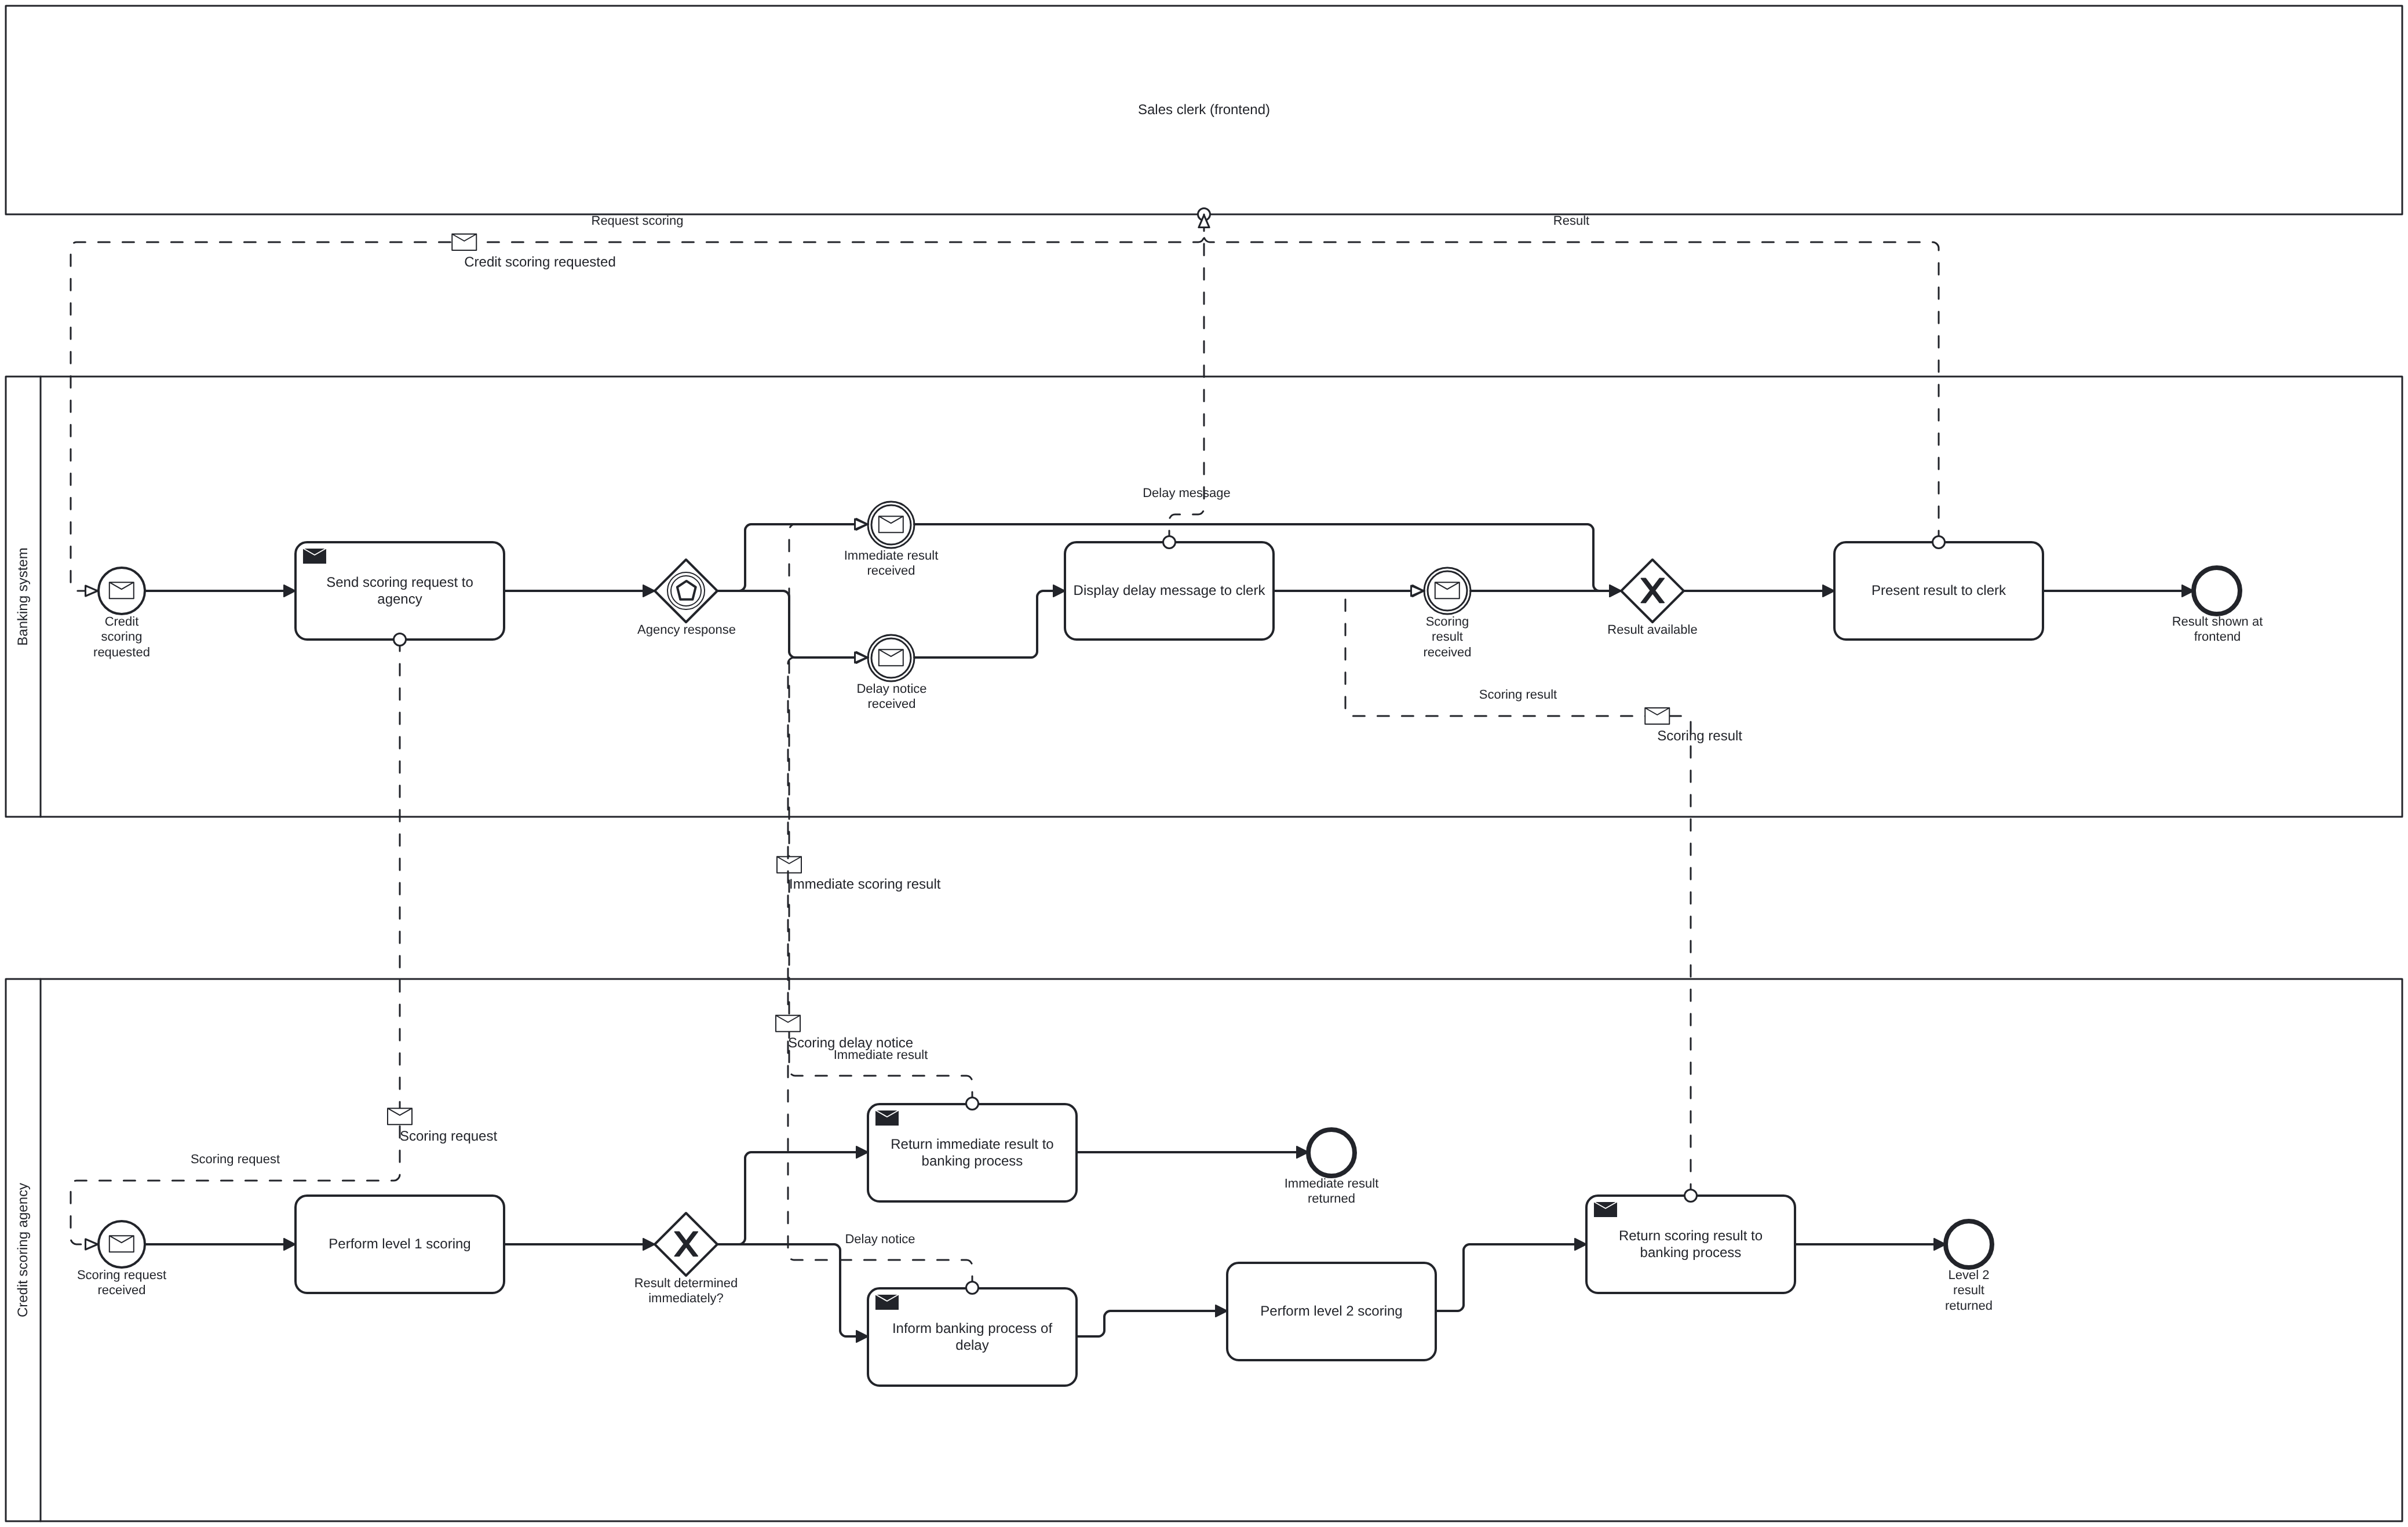 Sales clerk (frontend)
Request scoring
Result
Credit scoring requested
Banking system
Delay message
Immediate result
received
Send scoring request to
agency
Display delay message to clerk
Present result to clerk
Credit
scoring
requested
Agency response
Scoring
result
received
Result available
Result shown at
frontend
Delay notice
received
Scoring result
Scoring result
Immediate scoring result
Credit scoring agency
Scoring delay notice
Immediate result
Scoring request
Scoring request
Return immediate result to
banking process
Immediate result
returned
Delay notice
Perform level 1 scoring
Return scoring result to
banking process
Scoring request
received
Result determined
immediately?
Level 2
result
returned
Perform level 2 scoring
Inform banking process of
delay